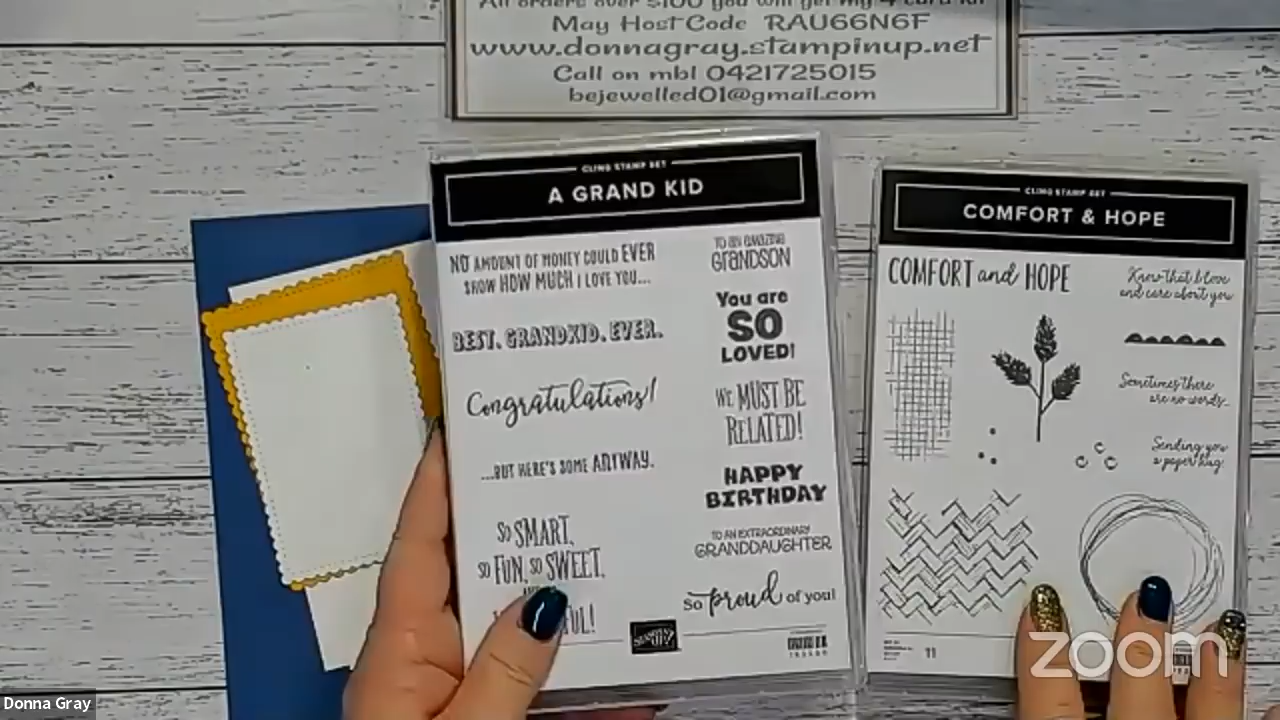 All orders over $100 you will get my 4 card kit
May Host Code RAU66N6F
www.donnagray.stampinup.net
Call on mbl 0421725015
bejewelled01@gmail.com
CLING STAMP SET
A GRAND KID
NO AMOUNT OF MONEY COULD EVER
SHOW HOW MUCH I LOVE YOU...
BEST. GRANDKID. EVER.
Congratulations!
...BUT HERE'S SOME ANYWAY.
SO SMART,
SO FUN, SO SWEET,
TO AN AMAZING
GRANDSON
You are
SO
LOVED!
WE MUST BE
RELATED!
HAPPY
BIRTHDAY
TO AN EXTRAORDINARY
GRANDDAUGHTER
So proud of you!
STAMPIN' UP!
CLING STAMP SET
COMFORT & HOPE
COMFORT and HOPE
Know that I love
and care about you.
Sometimes there
are no words...
Sending you
a paper hug.
11
zoom
Donna Gray